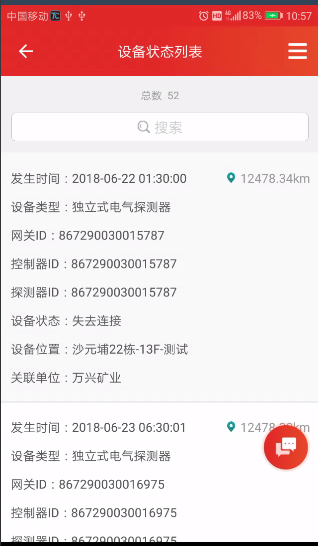 中国移动 83% 10:57
设备状态列表
总数 52
搜索
发生时间：2018-06-22 01:30:00 12478.34km
设备类型：独立式电气探测器
网关ID：867290030015787
控制器ID：867290030015787
探测器ID：867290030015787
设备状态：失去连接
设备位置：沙元埔22栋-13F-测试
关联单位：万兴矿业
发生时间：2018-06-23 06:30:01
设备类型：独立式电气探测器
网关ID：867290030016975
控制器ID：867290030016975
探测器ID：867290030016975